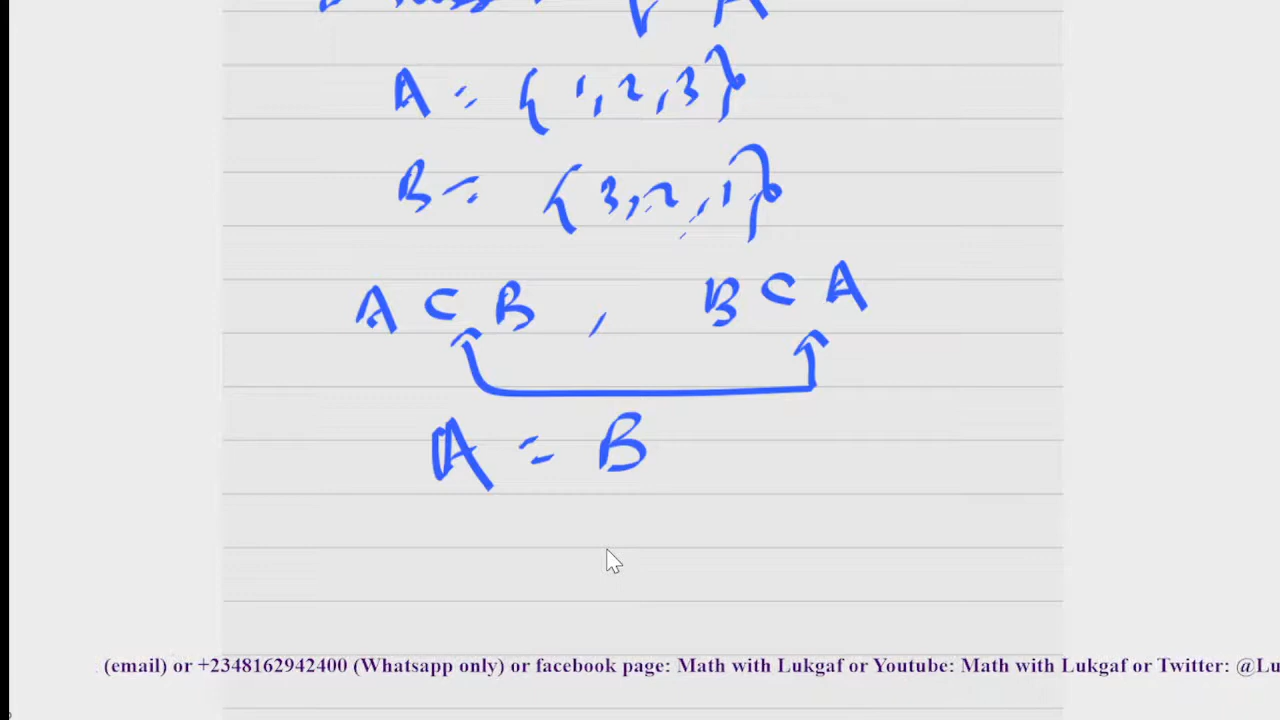 A = {1, 2, 3}
B = {3, 2, 1}
A ⊂ B , B ⊂ A
A = B
(email) or +2348162942400 (Whatsapp only) or facebook page: Math with Lukgaf or Youtube: Math with Lukgaf or Twitter: @Lu